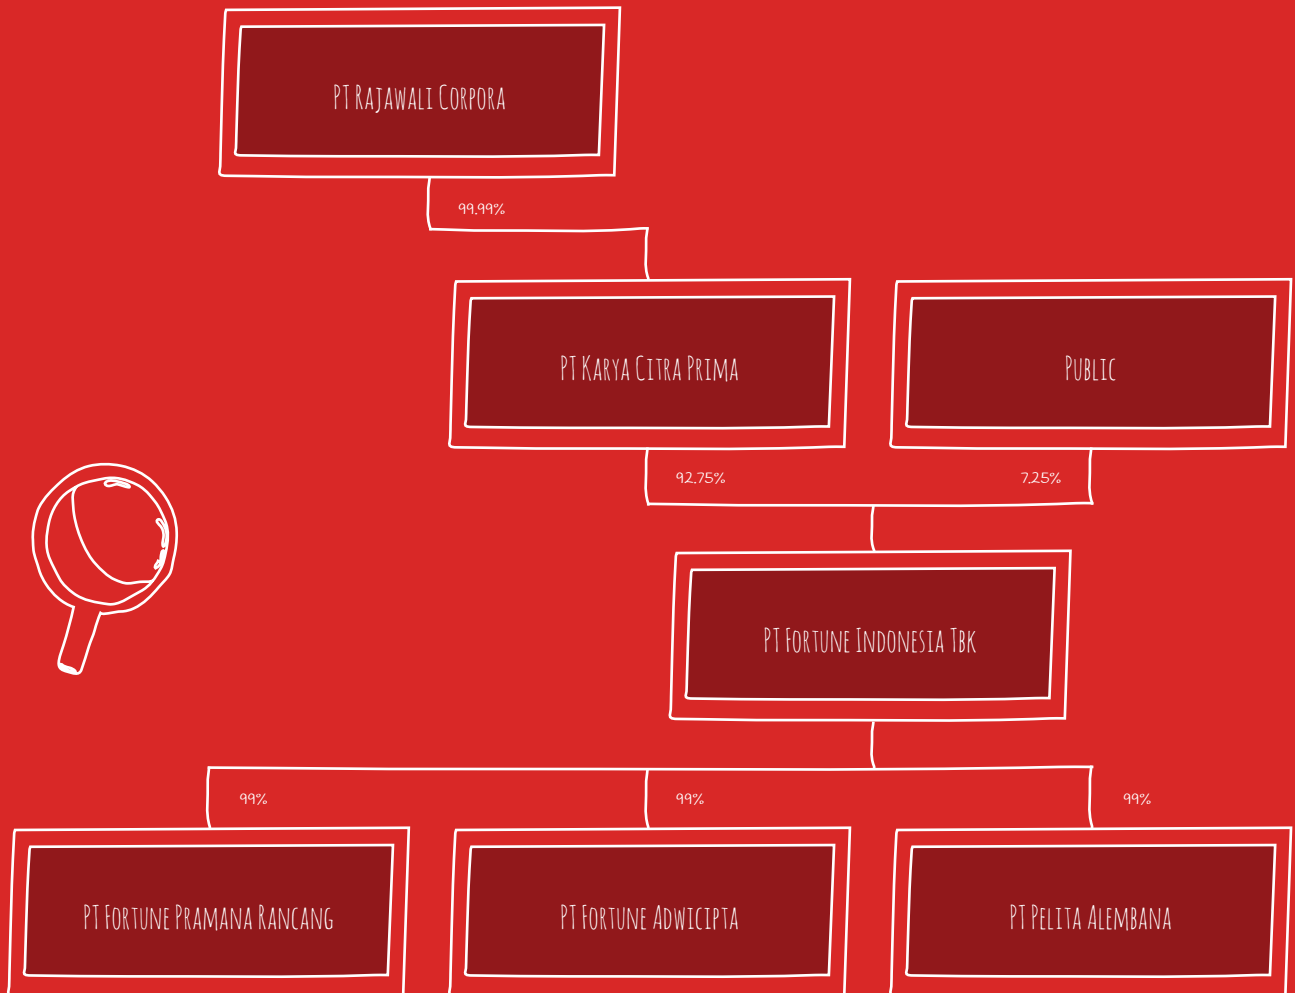 PT Rajawali Corpora
99.99%
PT Karya Citra Prima
Public
92.75%
7.25%
PT Fortune Indonesia Tbk
99%
99%
99%
PT Fortune Pramana Rancang
PT Fortune Adwicipta
PT Pelita Alembana